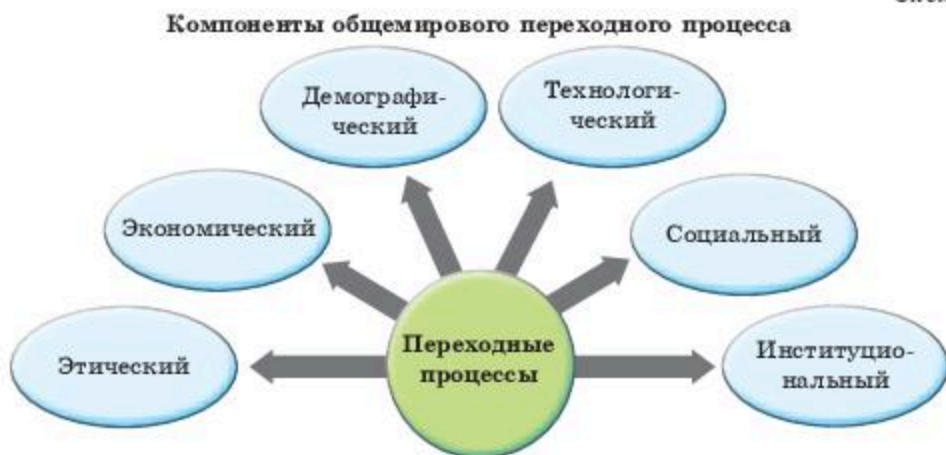 Компоненты общемирового переходного процесса
Демографи-
ческий
Технологи-
ческий
Экономический
Социальный
Этический
Переходные
процессы
Институцио-
нальный